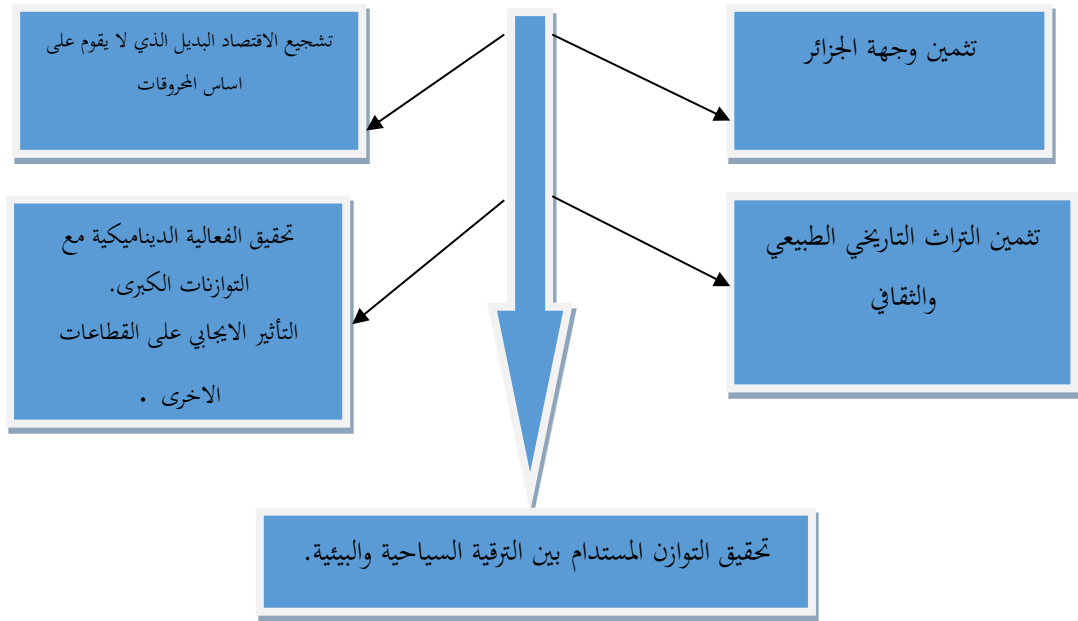 تثمين وجهة الجزائر
تشجيع الاقتصاد البديل الذي لا يقوم على
اساس المحروقات
تثمين التراث التاريخي الطبيعي
والثقافي
تحقيق الفعالية الديناميكية مع
التوازنات الكبرى.
التأثير الايجابي على القطاعات
الاخرى .
تحقيق التوازن المستدام بين الترقية السياحية والبيئية.